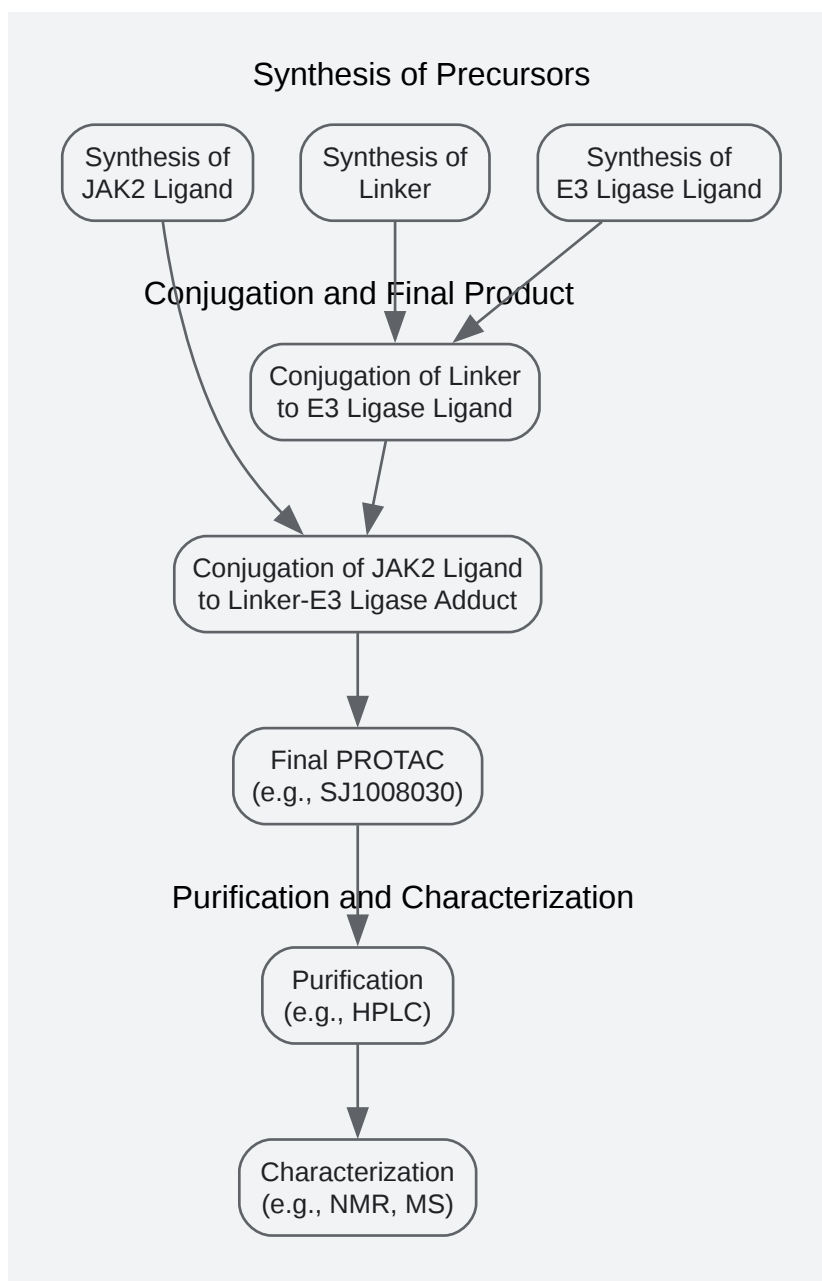 Synthesis of Precursors
Synthesis of
JAK2 Ligand
Synthesis of
Linker
Synthesis of
E3 Ligase Ligand
Conjugation and Final Product
Conjugation of Linker
to E3 Ligase Ligand
Conjugation of JAK2 Ligand
to Linker-E3 Ligase Adduct
Final PROTAC
(e.g., SJ1008030)
Purification and Characterization
Purification
(e.g., HPLC)
Characterization
(e.g., NMR, MS)